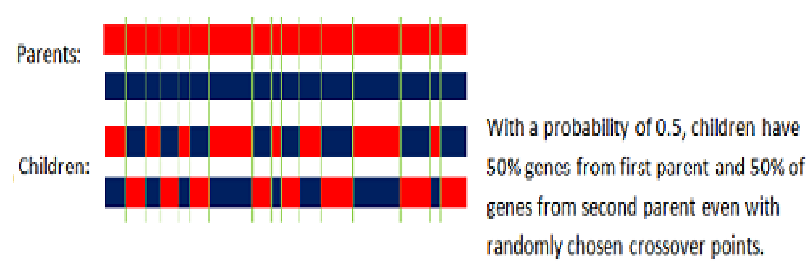 Parents:
Children:
With a probability of 0.5, children have
50% genes from first parent and 50% of
genes from second parent even with
randomly chosen crossover points.